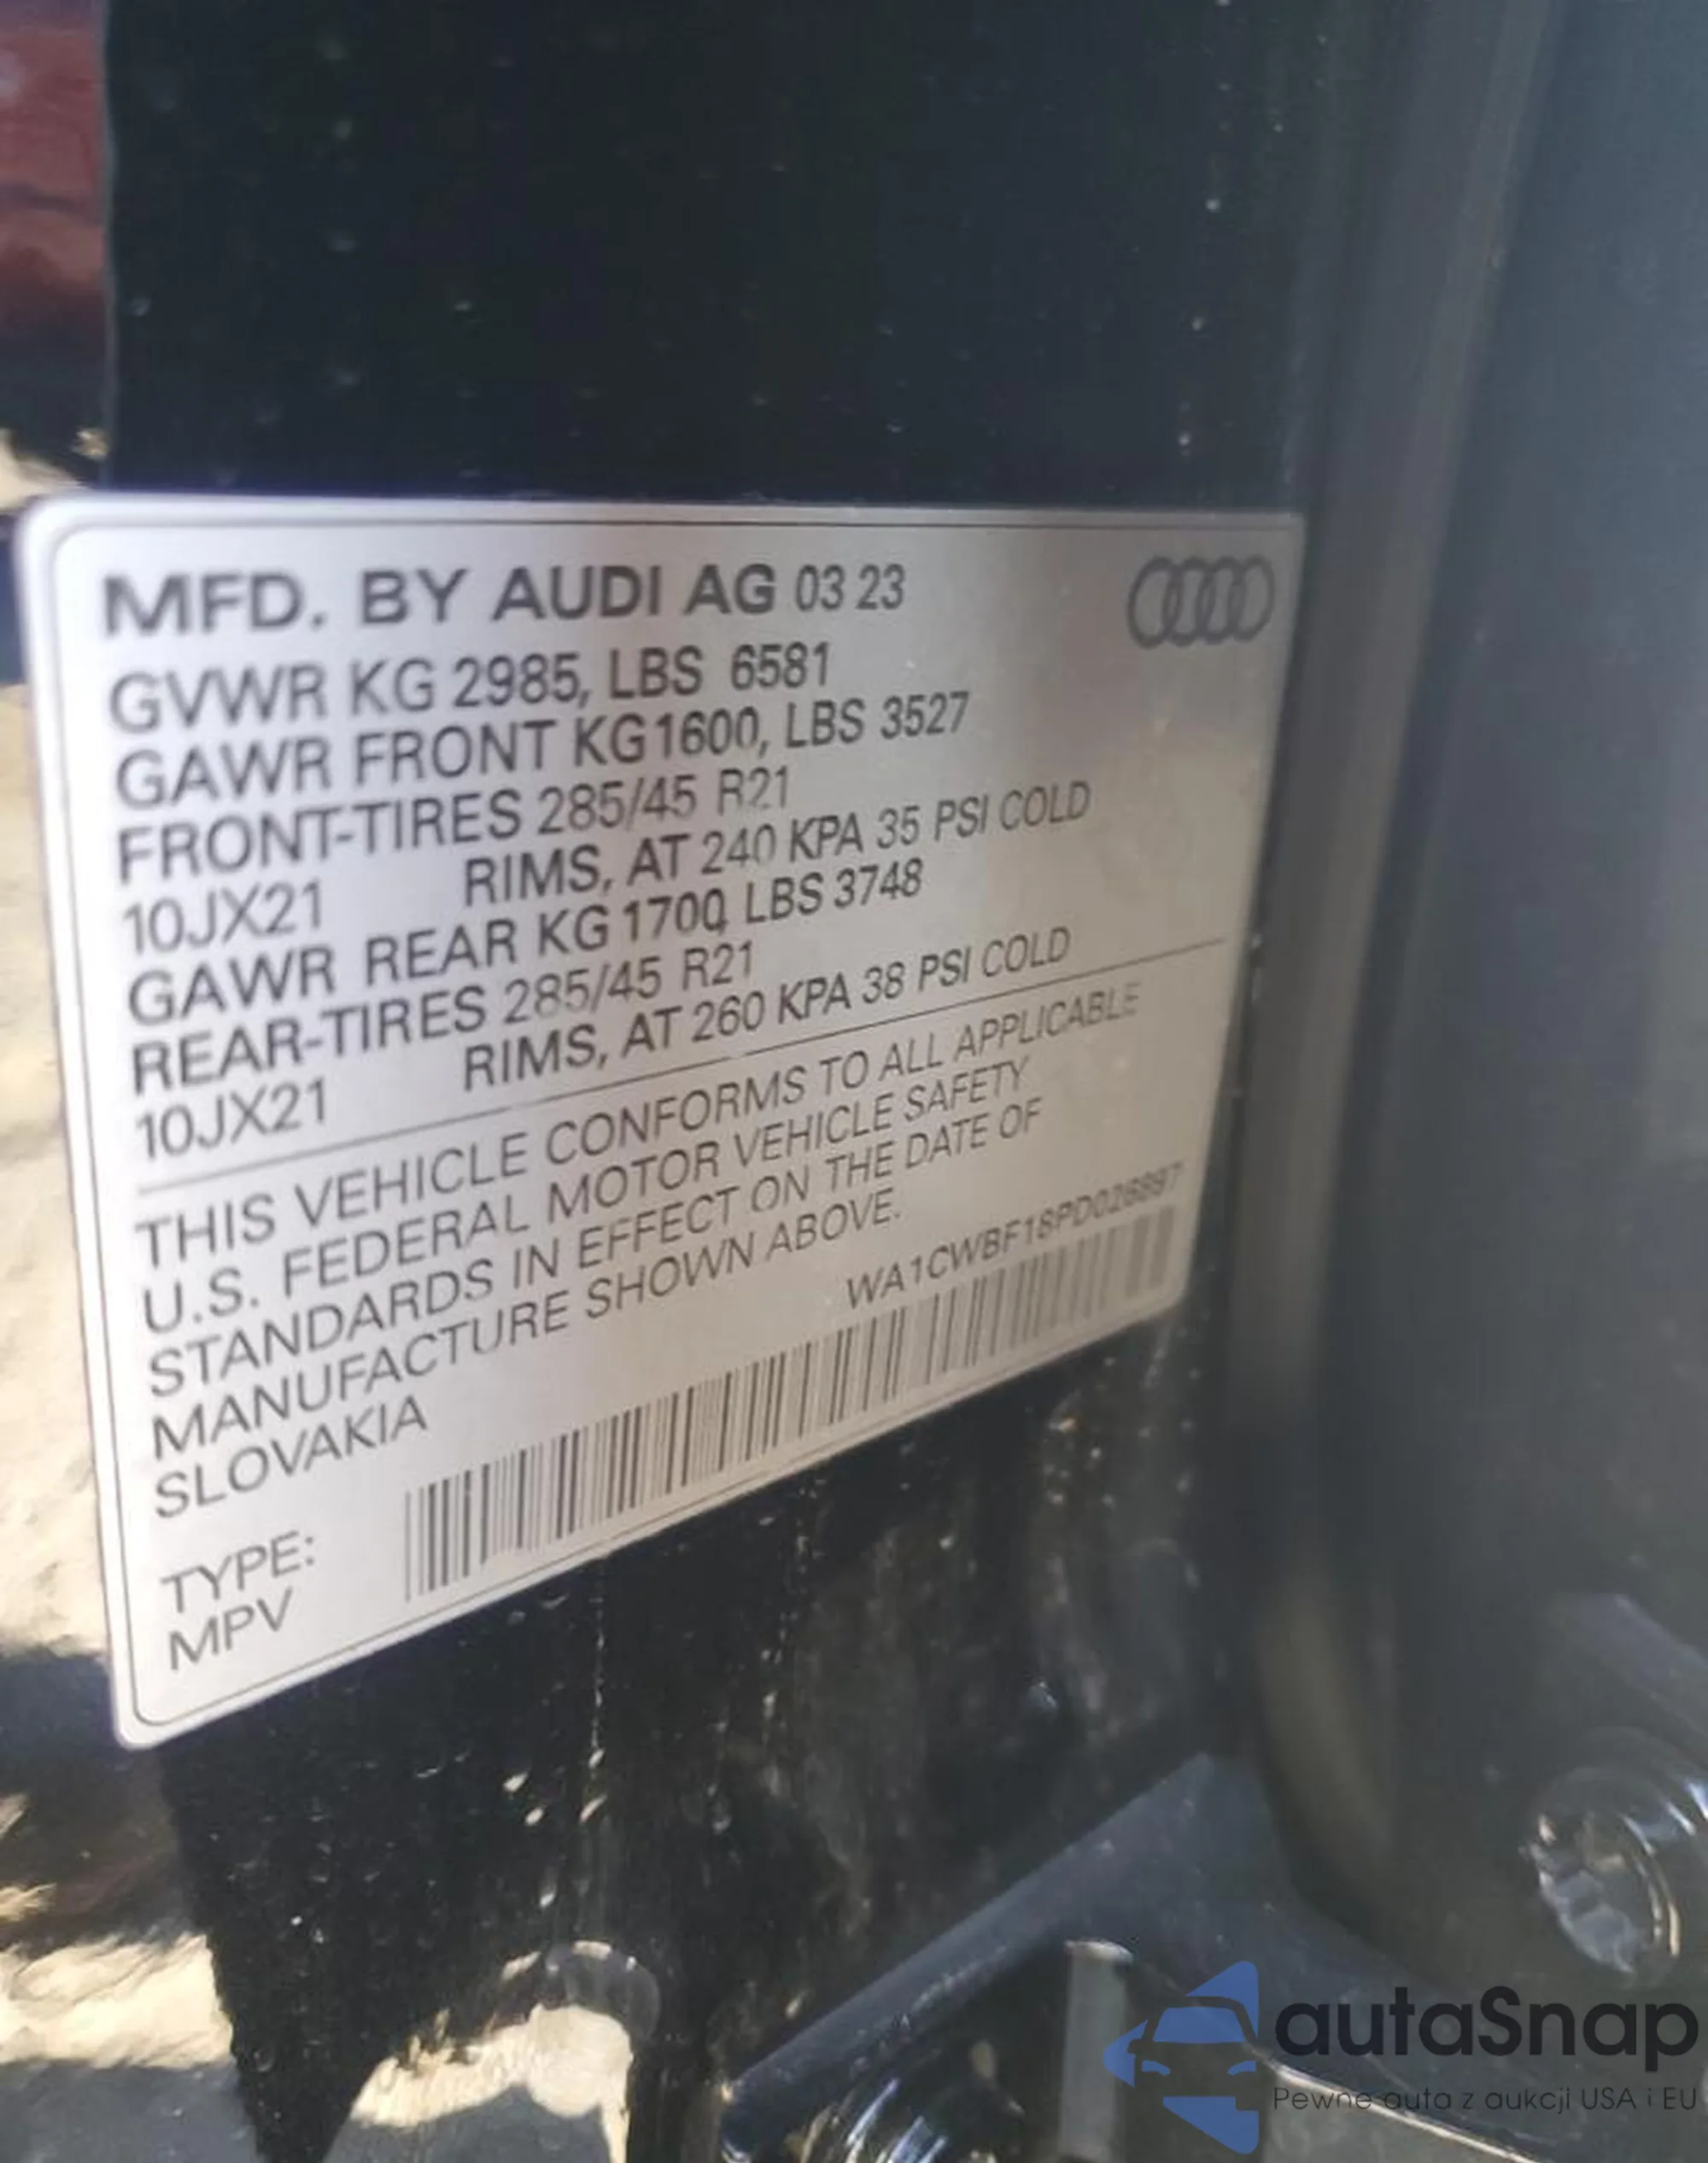 MFD. BY AUDI AG 03 23
GVWR KG 2985, LBS 6581
GAWR FRONT KG1600, LBS 3527
FRONT-TIRES 285/45 R21
10JX21 RIMS, AT 240 KPA 35 PSI COLD
GAWR REAR KG 1700, LBS 3748
REAR-TIRES 285/45 R21
10JX21 RIMS, AT 260 KPA 38 PSI COLD
THIS VEHICLE CONFORMS TO ALL APPLICABLE
U.S. FEDERAL MOTOR VEHICLE SAFETY
STANDARDS IN EFFECT ON THE DATE OF
MANUFACTURE SHOWN ABOVE.
SLOVAKIA
TYPE:
MPV
autaSnap
Pewne auta z aukcji USA i EU